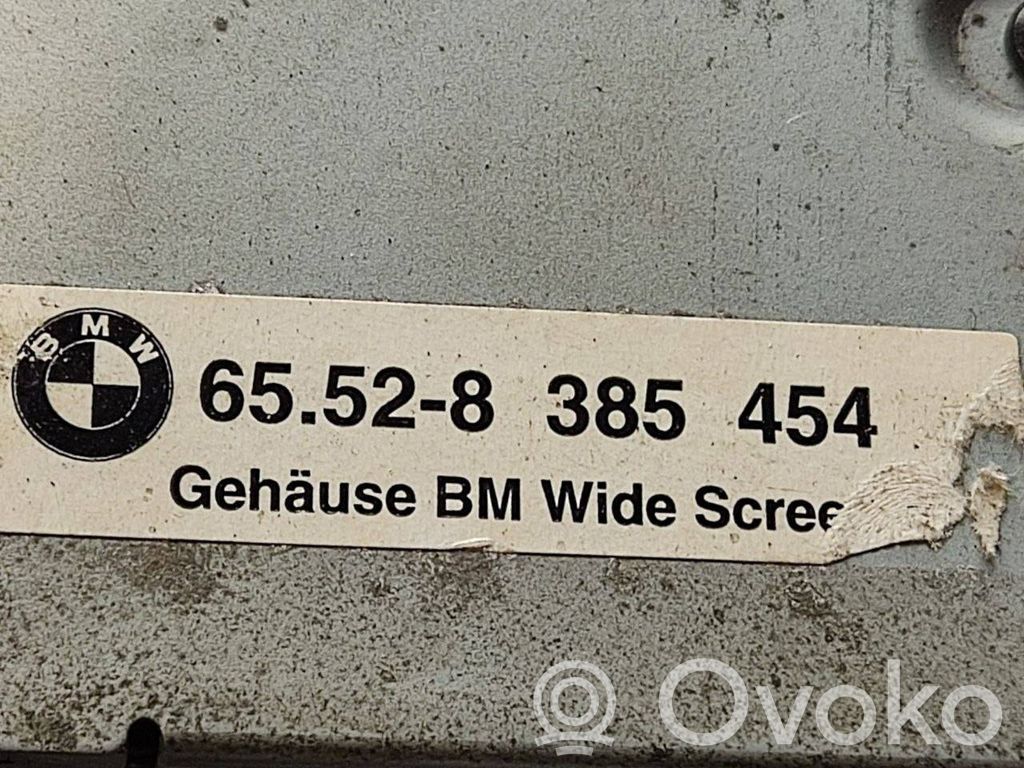 BMW
65.52-8 385 454
Gehäuse BM Wide Scree
Ovoko